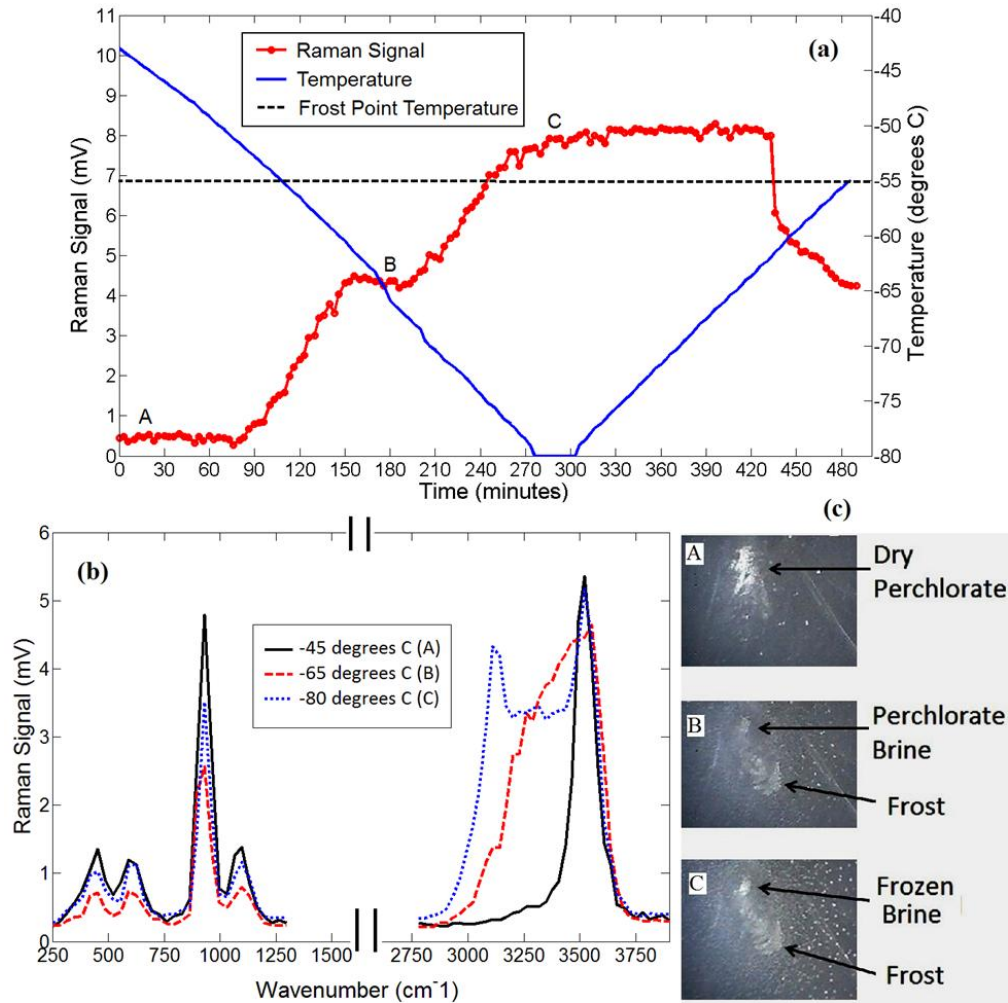 (a)
11
10
9
8
7
6
5
4
3
2
1
0
Raman Signal (mV)
Raman Signal
Temperature
Frost Point Temperature
A
B
C
-40
-45
-50
-55
-60
-65
-70
-75
-80
Temperature (degrees C)
0 30 60 90 120 150 180 210 240 270 300 330 360 390 420 450 480
Time (minutes)
(b)
6
5
4
3
2
1
0
Raman Signal (mV)
-45 degrees C (A)
-65 degrees C (B)
-80 degrees C (C)
250 500 750 1000 1250 1500 2750 3000 3250 3500 3750
Wavenumber (cm^-1)
(c)
A
Dry
Perchlorate
B
Perchlorate
Brine
Frost
C
Frozen
Brine
Frost